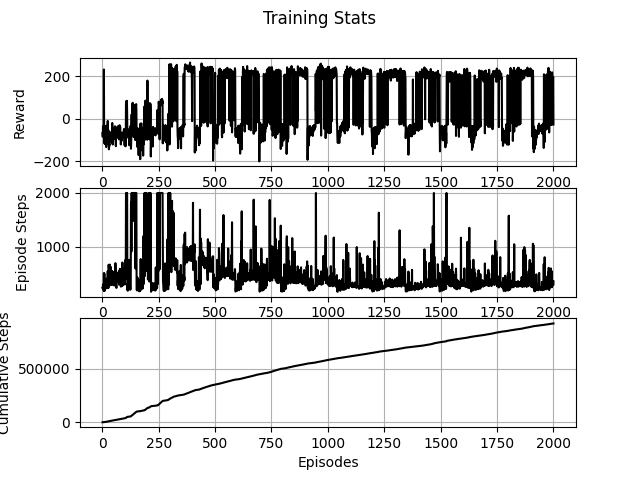 Training Stats
200
0
−200
Reward
0 250 500 750 1000 1250 1500 1750 2000
2000
1000
Episode Steps
0 250 500 750 1000 1250 1500 1750 2000
500000
0
Cumulative Steps
0 250 500 750 1000 1250 1500 1750 2000
Episodes